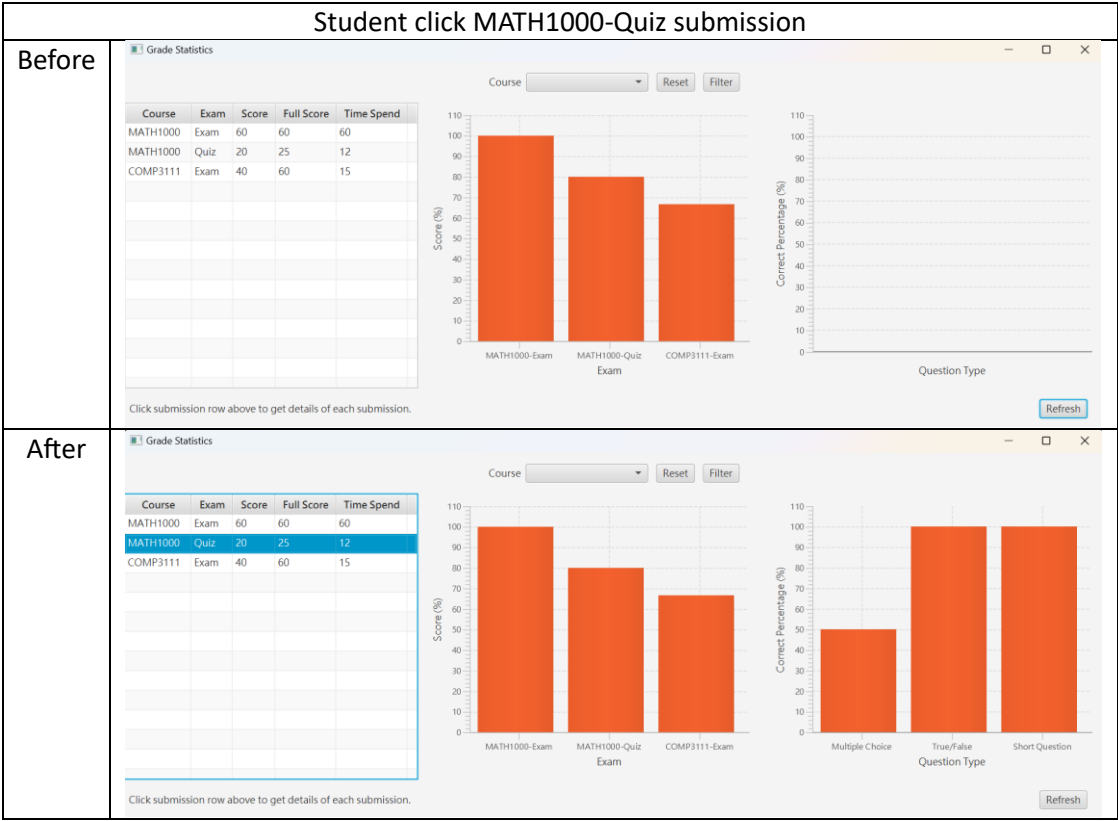 Student click MATH1000-Quiz submission
Before
Grade Statistics
Course Reset Filter
Course Exam Score Full Score Time Spend
MATH1000 Exam 60 60 60
MATH1000 Quiz 20 25 12
COMP3111 Exam 40 60 15
Click submission row above to get details of each submission.
110
100
90
80
70
60
50
40
30
20
10
0
Score (%)
MATH1000-Exam MATH1000-Quiz COMP3111-Exam
Exam
110
100
90
80
70
60
50
40
30
20
10
0
Correct Percentage (%)
Question Type
Refresh
After
Grade Statistics
Course Reset Filter
Course Exam Score Full Score Time Spend
MATH1000 Exam 60 60 60
MATH1000 Quiz 20 25 12
COMP3111 Exam 40 60 15
Click submission row above to get details of each submission.
110
100
90
80
70
60
50
40
30
20
10
0
Score (%)
MATH1000-Exam MATH1000-Quiz COMP3111-Exam
Exam
110
100
90
80
70
60
50
40
30
20
10
0
Correct Percentage (%)
Multiple Choice True/False Short Question
Question Type
Refresh